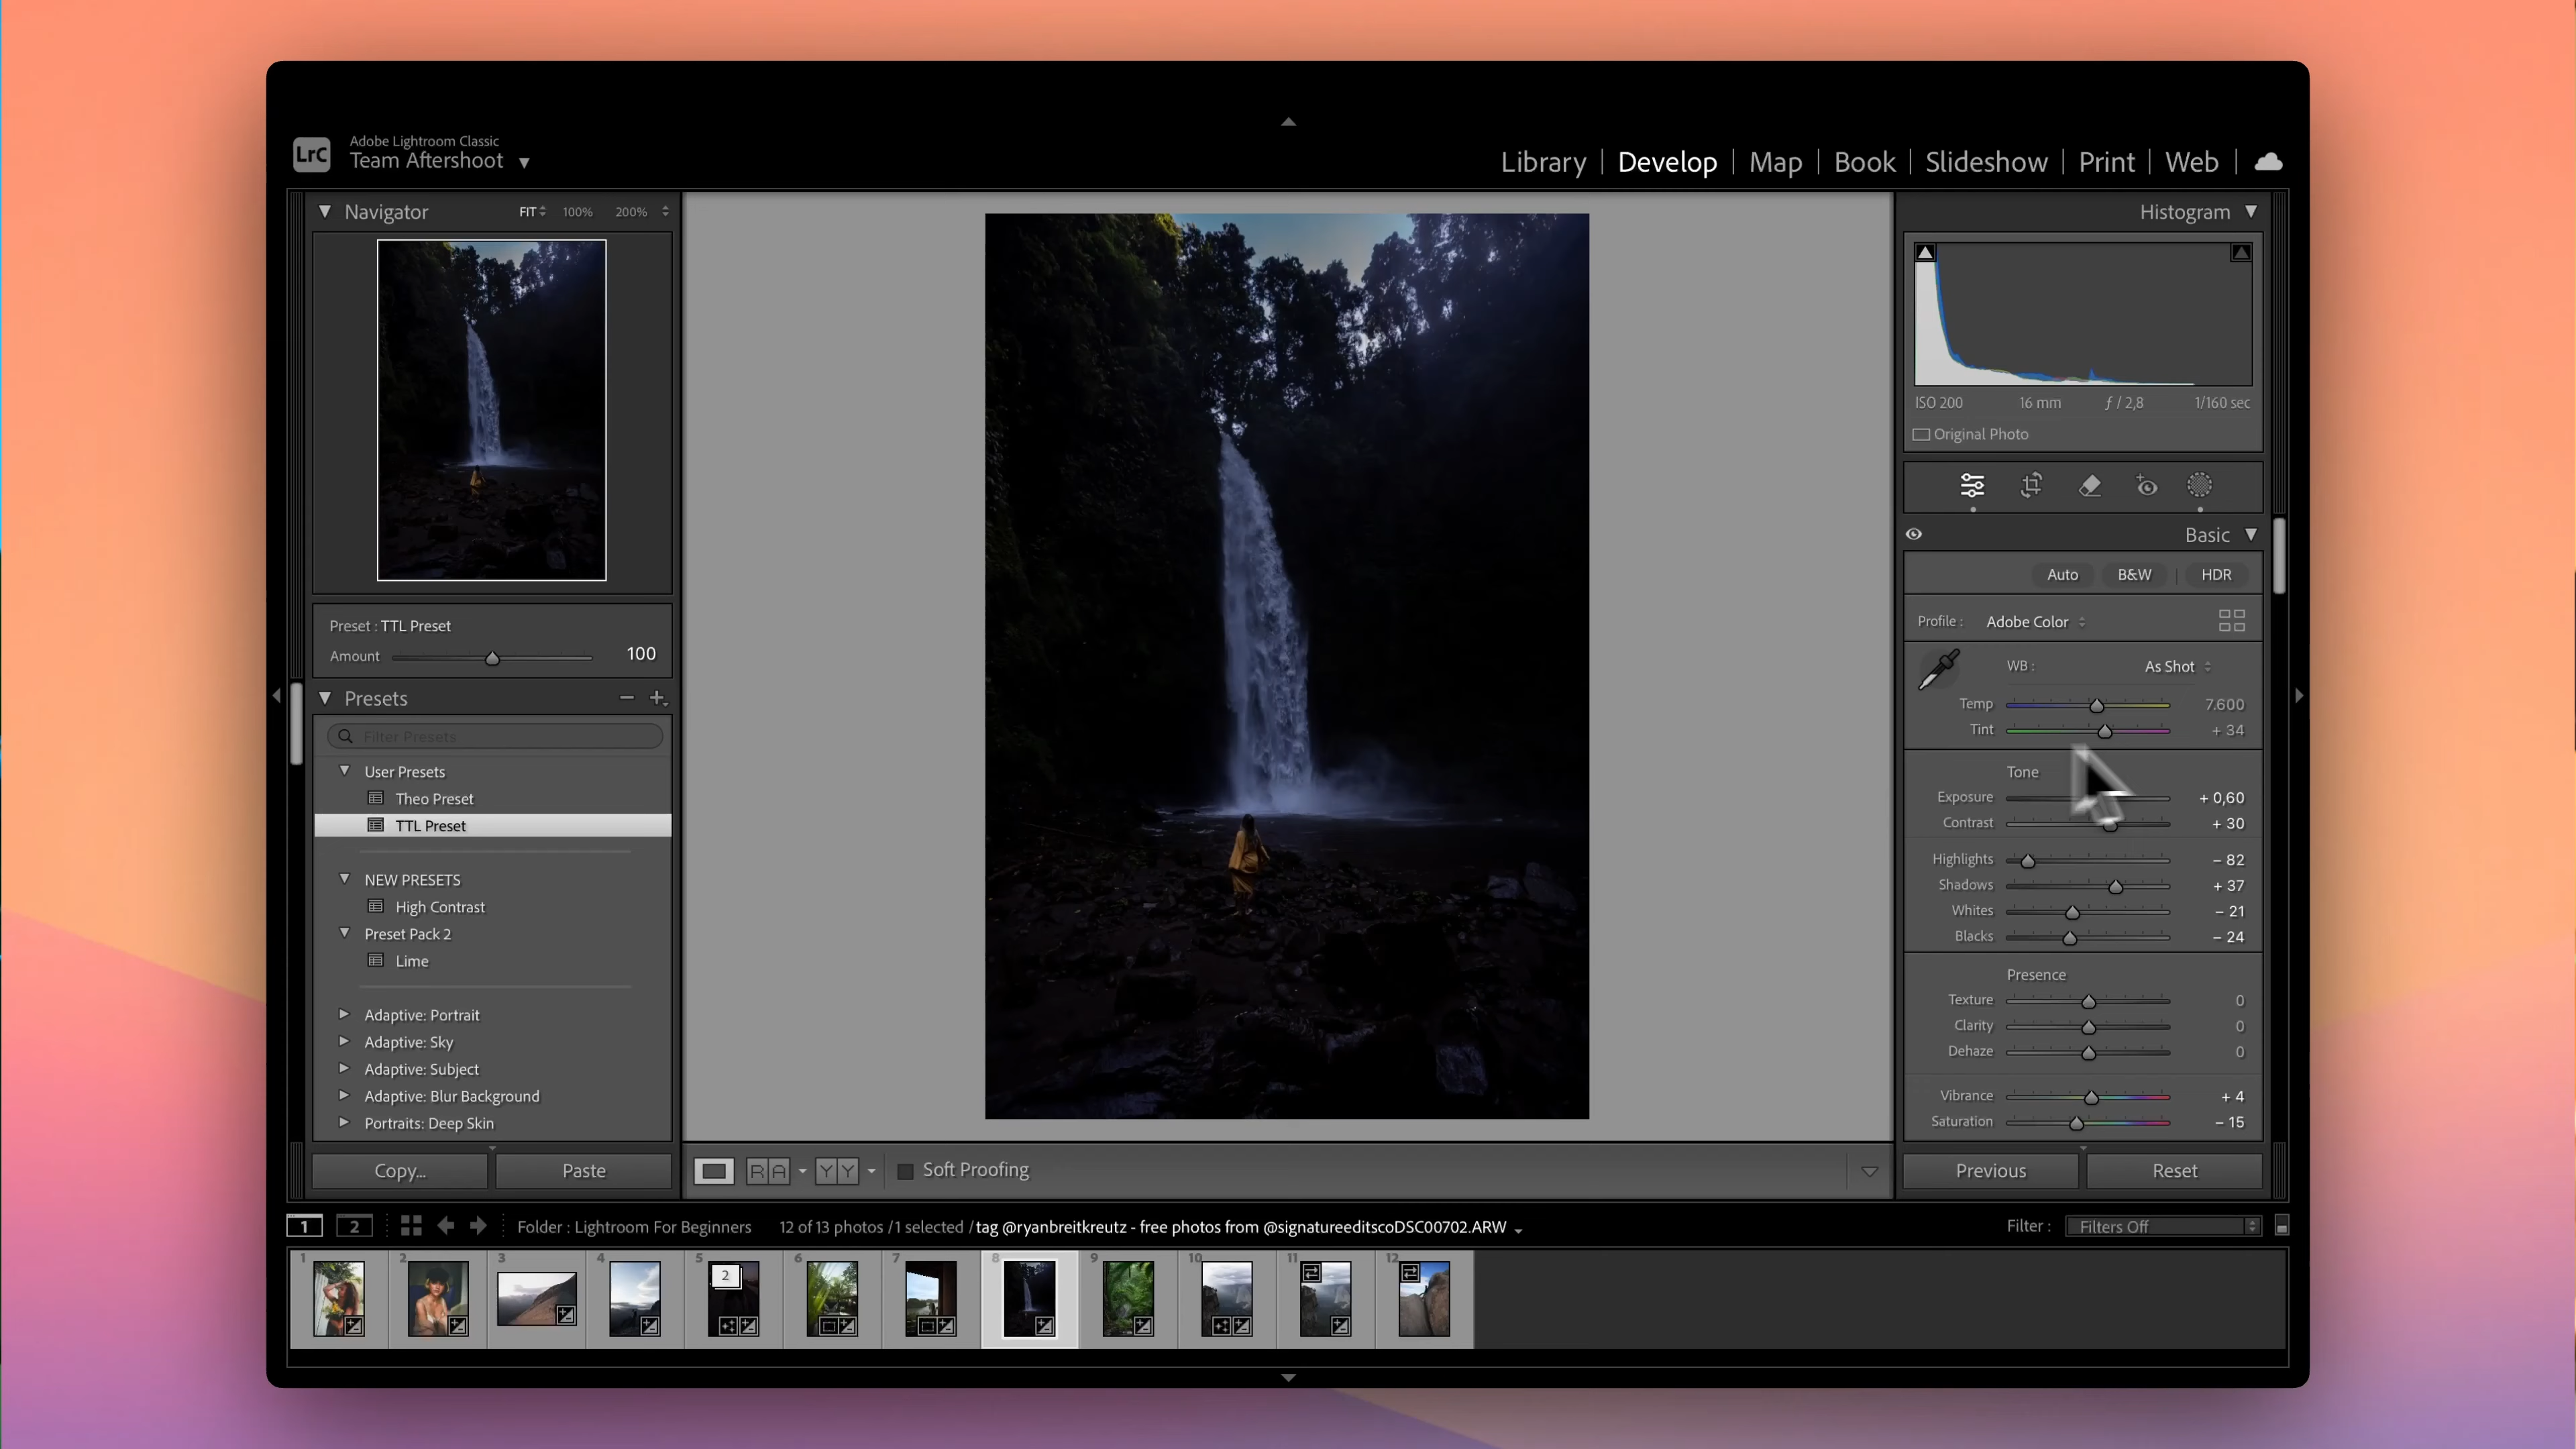 LrC
Adobe Lightroom Classic
Team Aftershoot
Library
Develop
Map
Book
Slideshow
Print
Web
Navigator
FIT
100%
200%
Histogram
ISO 200
16 mm
ƒ / 2,8
1/160 sec
Original Photo
Basic
Auto
B&W
HDR
Profile :
Adobe Color
WB :
As Shot
Temp
7.600
Tint
+ 34
Tone
Exposure
+ 0,60
Contrast
+ 30
Highlights
− 82
Shadows
+ 37
Whites
− 21
Blacks
− 24
Presence
Texture
0
Clarity
0
Dehaze
0
Vibrance
+ 4
Saturation
− 15
Previous
Reset
Preset : TTL Preset
Amount
100
Presets
Filter Presets
User Presets
Theo Preset
TTL Preset
NEW PRESETS
High Contrast
Preset Pack 2
Lime
Adaptive: Portrait
Adaptive: Sky
Adaptive: Subject
Adaptive: Blur Background
Portraits: Deep Skin
Copy...
Paste
R A
Y Y
Soft Proofing
1
2
Folder : Lightroom For Beginners
12 of 13 photos / 1 selected / tag @ryanbreitkreutz - free photos from @signatureeditscoDSC00702.ARW
Filter :
Filters Off
1
2
3
4
5
2
6
7
8
9
10
11
12